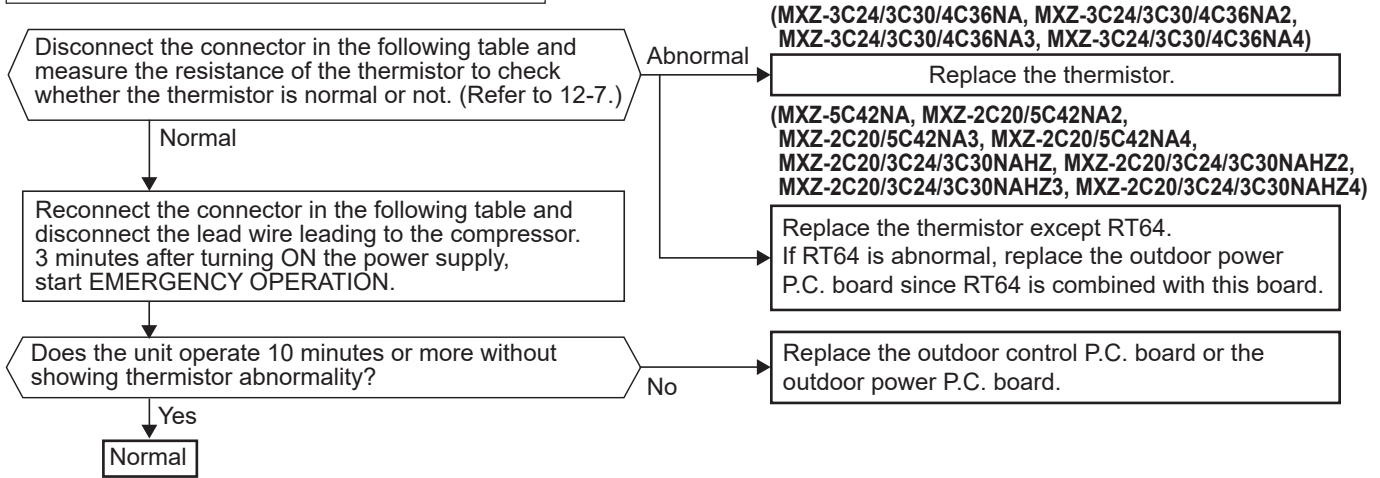 Disconnect the connector in the following table and
measure the resistance of the thermistor to check
whether the thermistor is normal or not. (Refer to 12-7.)
Abnormal
(MXZ-3C24/3C30/4C36NA, MXZ-3C24/3C30/4C36NA2,
MXZ-3C24/3C30/4C36NA3, MXZ-3C24/3C30/4C36NA4)
Replace the thermistor.
(MXZ-5C42NA, MXZ-2C20/5C42NA2,
MXZ-2C20/5C42NA3, MXZ-2C20/5C42NA4,
MXZ-2C20/3C24/3C30NAHZ, MXZ-2C20/3C24/3C30NAHZ2,
MXZ-2C20/3C24/3C30NAHZ3, MXZ-2C20/3C24/3C30NAHZ4)
Replace the thermistor except RT64.
If RT64 is abnormal, replace the outdoor power
P.C. board since RT64 is combined with this board.
Normal
Reconnect the connector in the following table and
disconnect the lead wire leading to the compressor.
3 minutes after turning ON the power supply,
start EMERGENCY OPERATION.
Does the unit operate 10 minutes or more without
showing thermistor abnormality?
No
Replace the outdoor control P.C. board or the
outdoor power P.C. board.
Yes
Normal